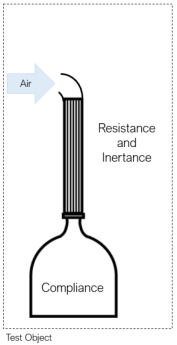 Air
Resistance
and
Inertance
Compliance
Test Object